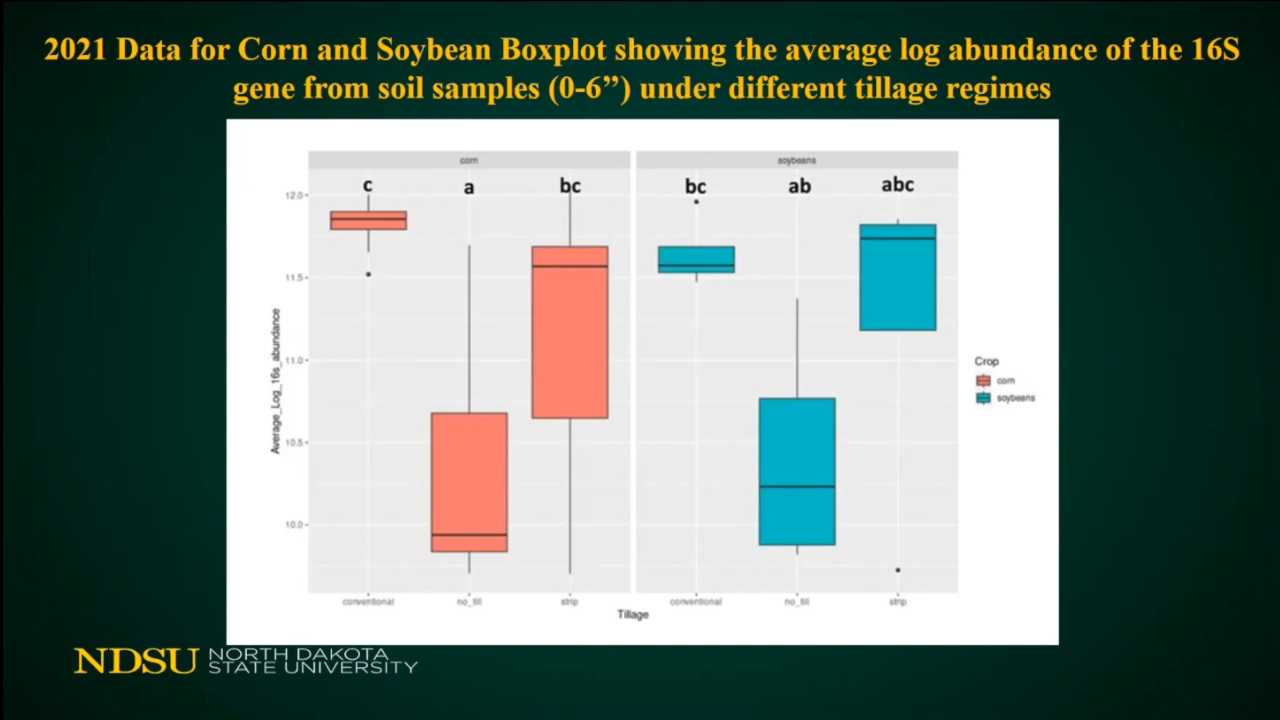 2021 Data for Corn and Soybean Boxplot showing the average log abundance of the 16S
gene from soil samples (0-6”) under different tillage regimes
corn
soybeans
c
a
bc
bc
ab
abc
12.0
11.5
11.0
10.5
10.0
Average_Log_16s_abundance
conventional
no_till
strip
conventional
no_till
strip
Tillage
Crop
corn
soybeans
NDSU
NORTH DAKOTA
STATE UNIVERSITY